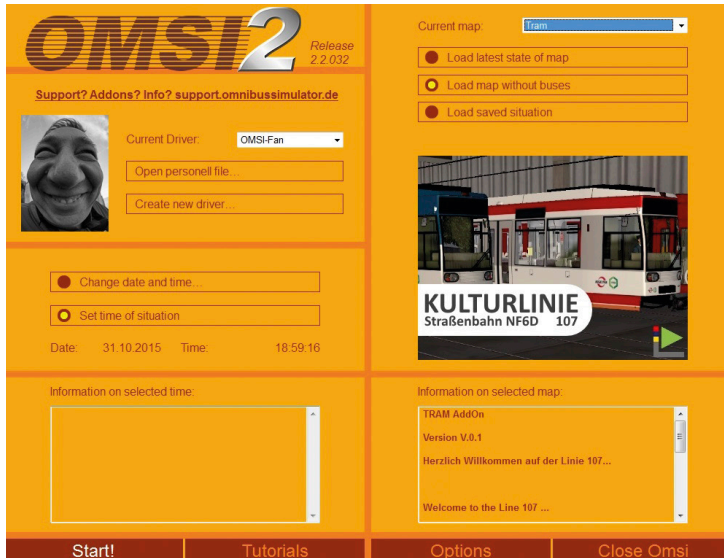 OMSI 2
Release
2.2.032
Support? Addons? Info? support.omnibussimulator.de
Current Driver:
OMSI-Fan
Open personell file...
Create new driver...
Change date and time...
Set time of situation
Date: 31.10.2015 Time: 18:59:16
Information on selected time:
Current map:
Tram
Load latest state of map
Load map without buses
Load saved situation
KULTURLINIE
Straßenbahn NF6D 107
Information on selected map:
TRAM AddOn
Version V.0.1
Herzlich Willkommen auf der Linie 107...
Welcome to the Line 107 ...
Start!
Tutorials
Options
Close Omsi